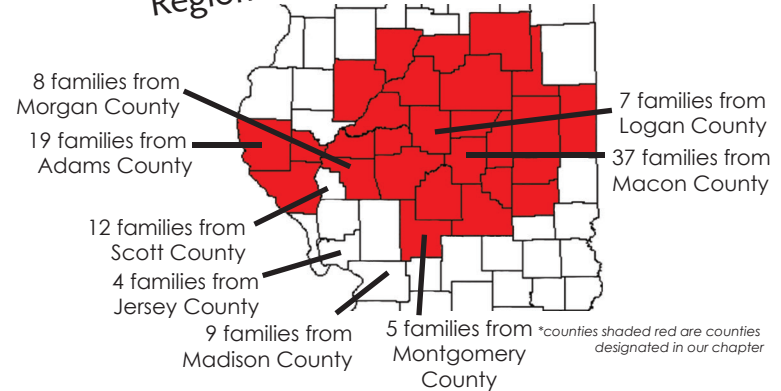 Region
8 families from
Morgan County
19 families from
Adams County
12 families from
Scott County
4 families from
Jersey County
9 families from
Madison County
5 families from
Montgomery
County
7 families from
Logan County
37 families from
Macon County
*counties shaded red are counties
designated in our chapter